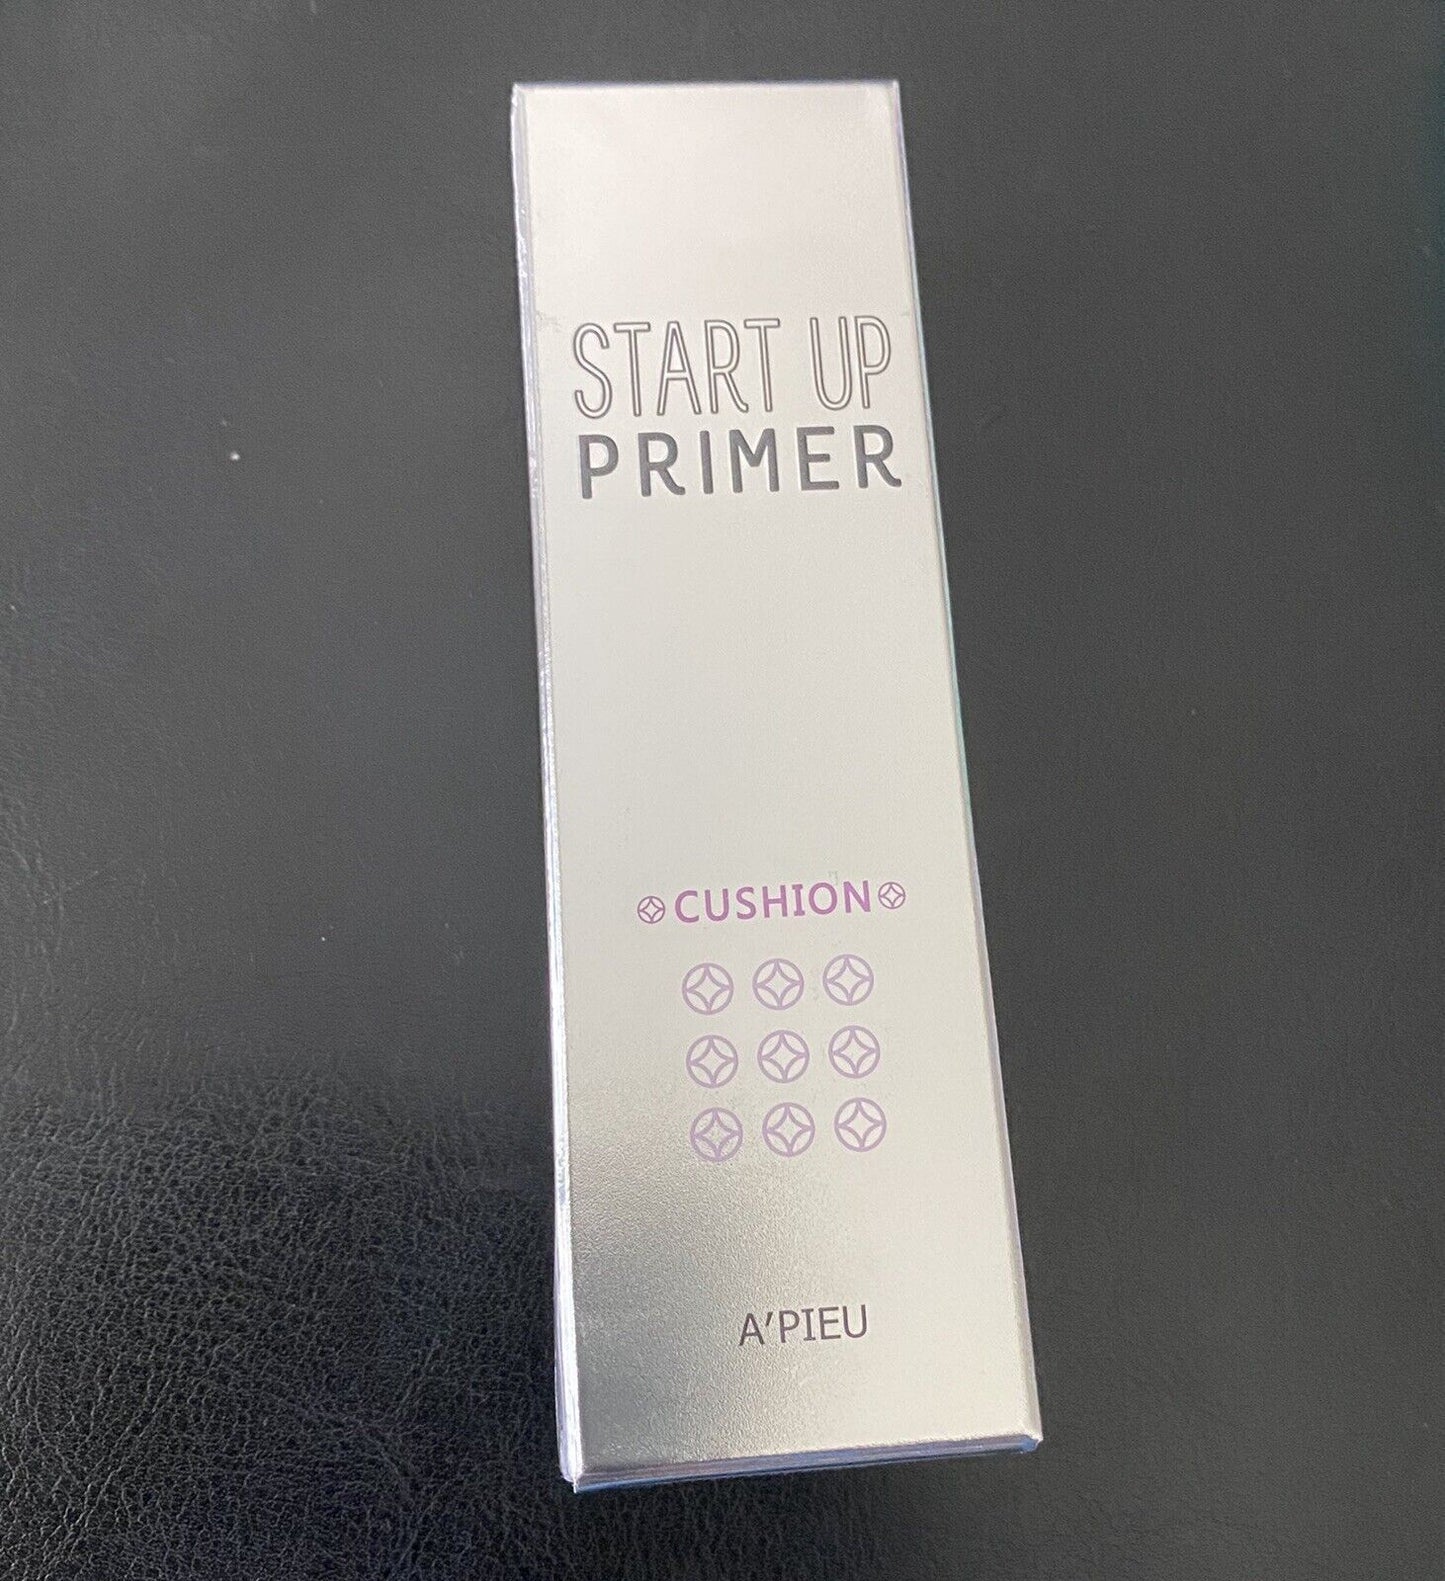 START UP
PRIMER
CUSHION
A'PIEU